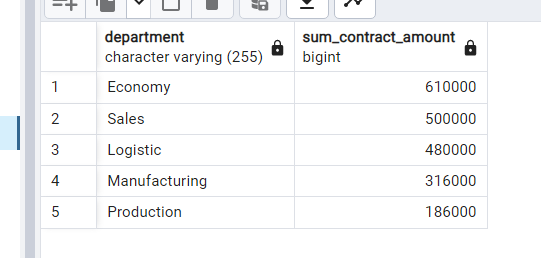 department sum_contract_amount
character varying (255) bigint
1 Economy 610000
2 Sales 500000
3 Logistic 480000
4 Manufacturing 316000
5 Production 186000